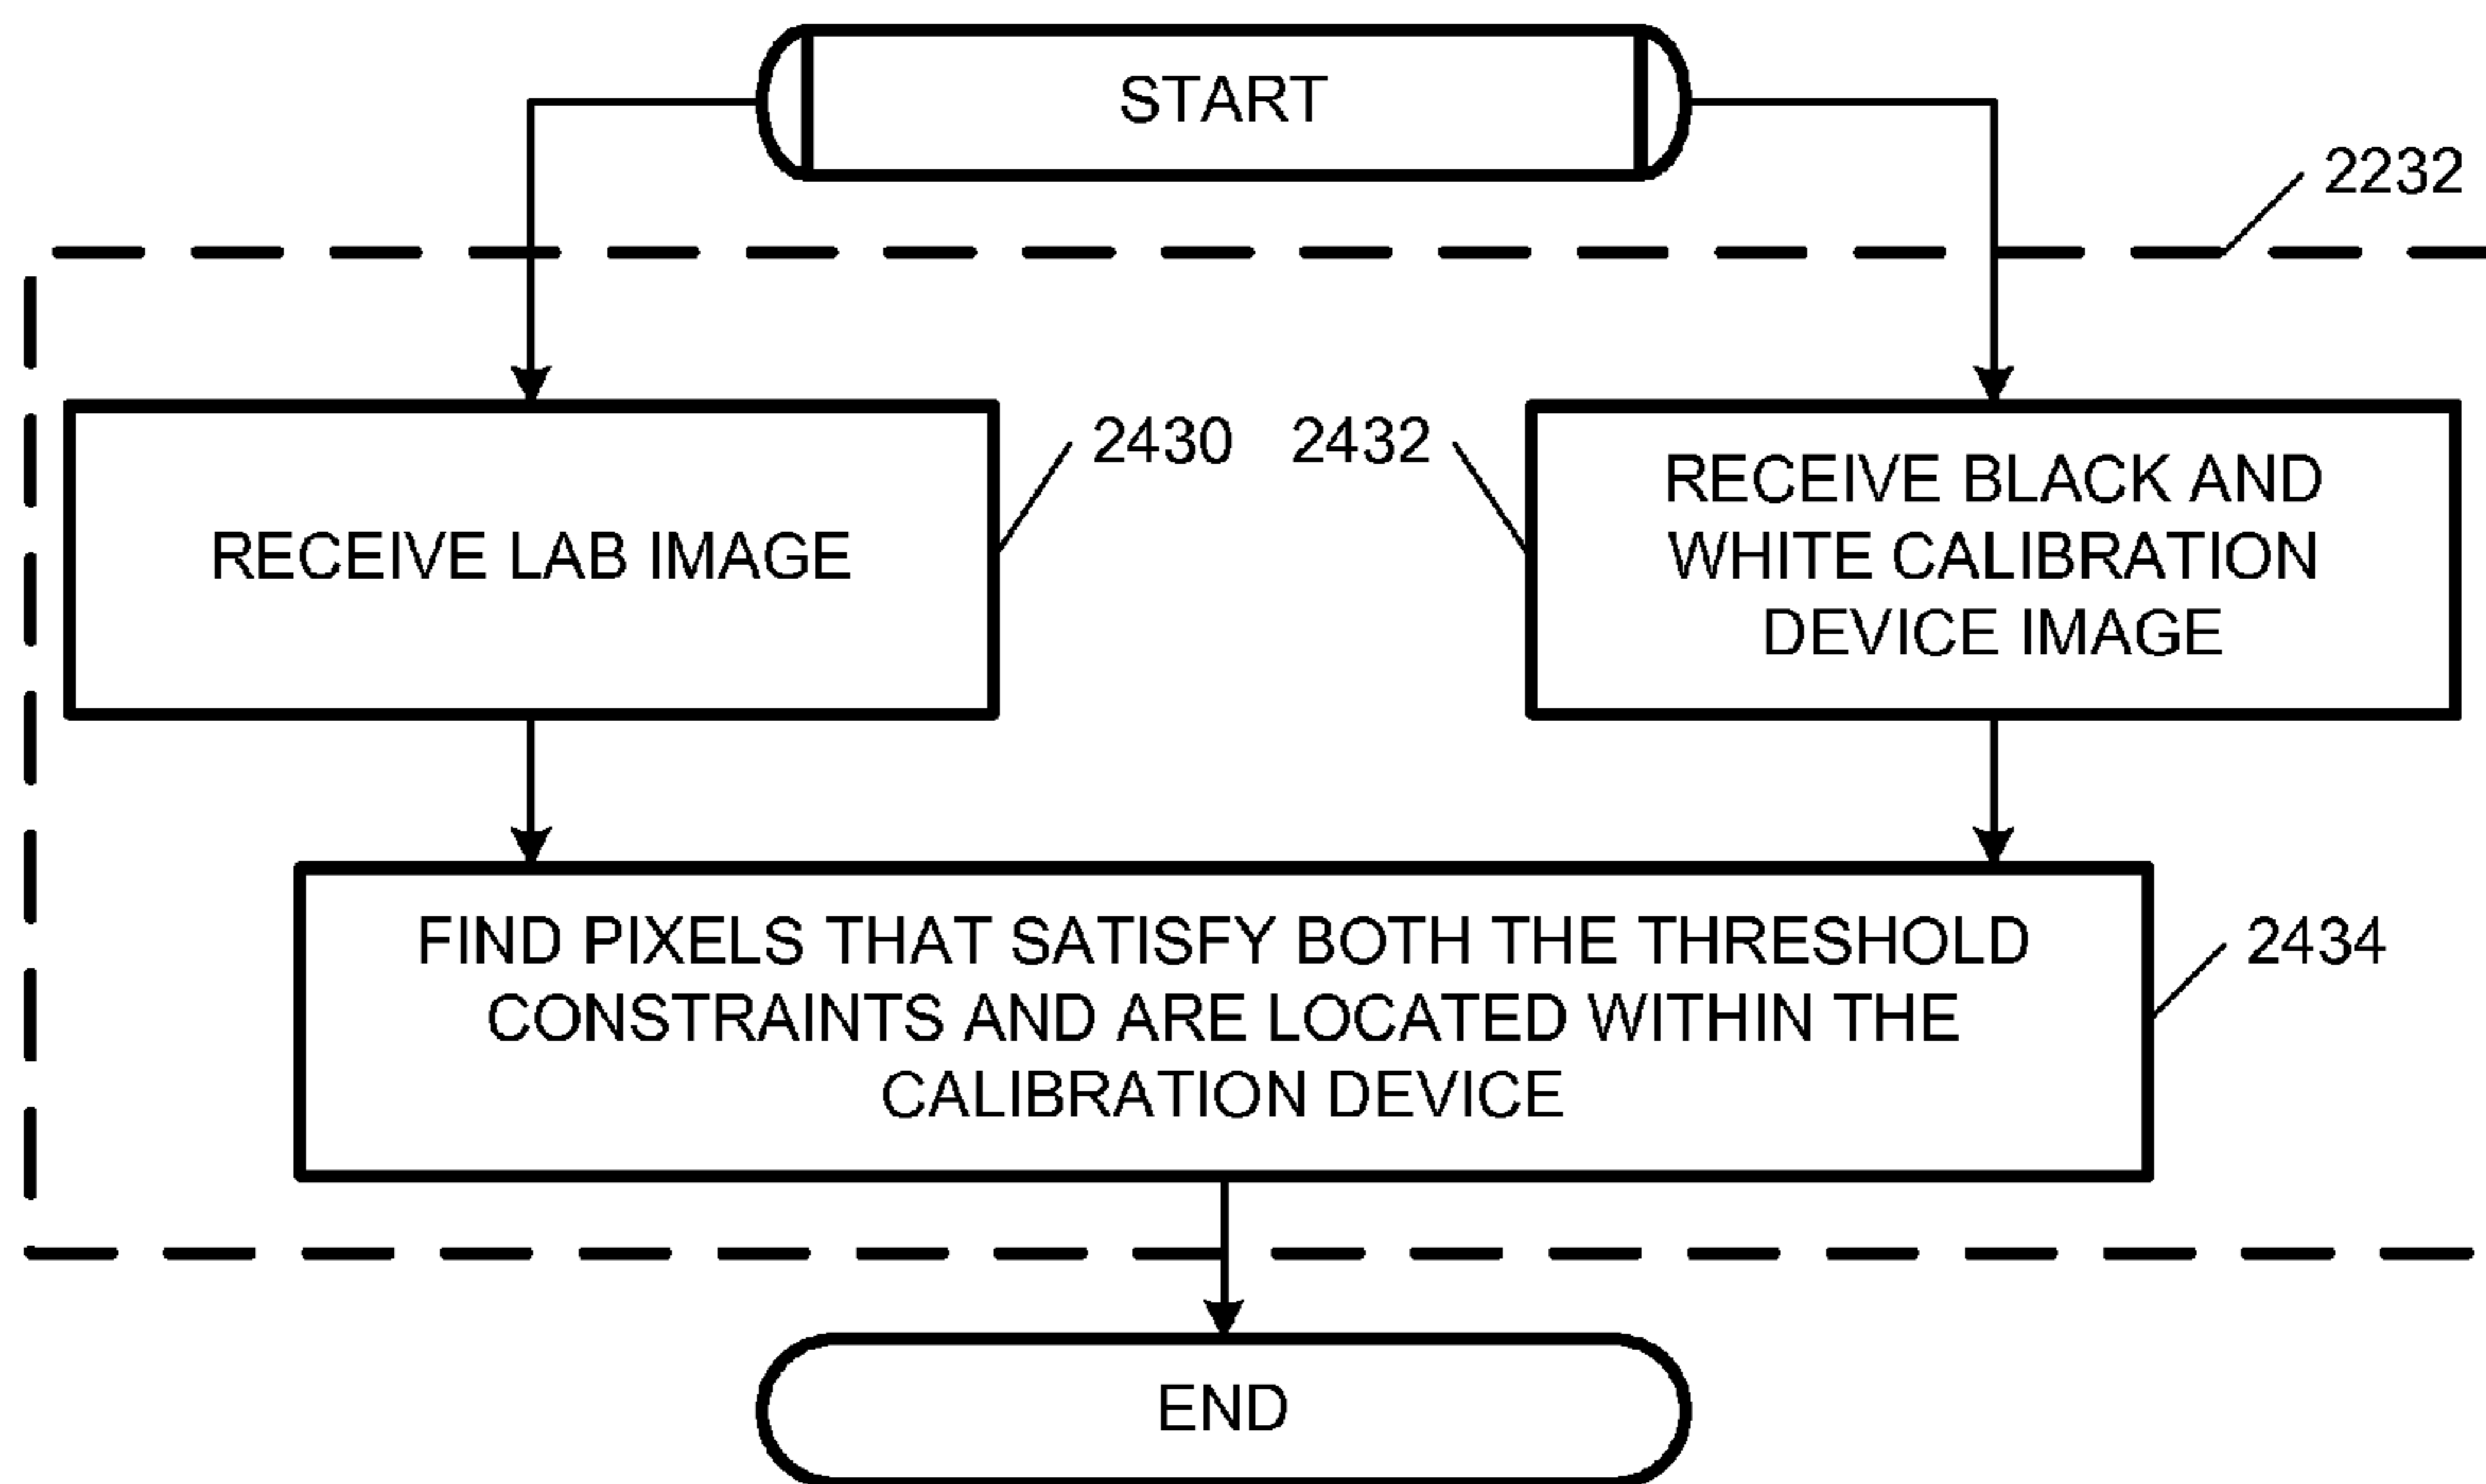 START
2232
RECEIVE LAB IMAGE
2430
2432
RECEIVE BLACK AND
WHITE CALIBRATION
DEVICE IMAGE
FIND PIXELS THAT SATISFY BOTH THE THRESHOLD
CONSTRAINTS AND ARE LOCATED WITHIN THE
CALIBRATION DEVICE
2434
END